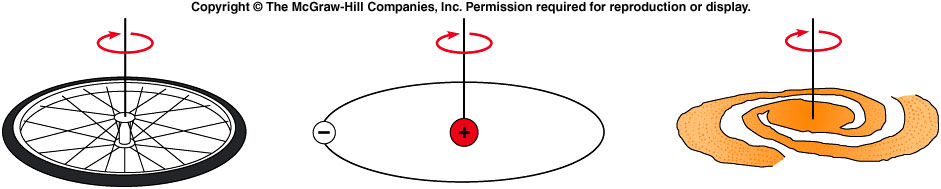 Copyright © The McGraw-Hill Companies, Inc. Permission required for reproduction or display.
−
+